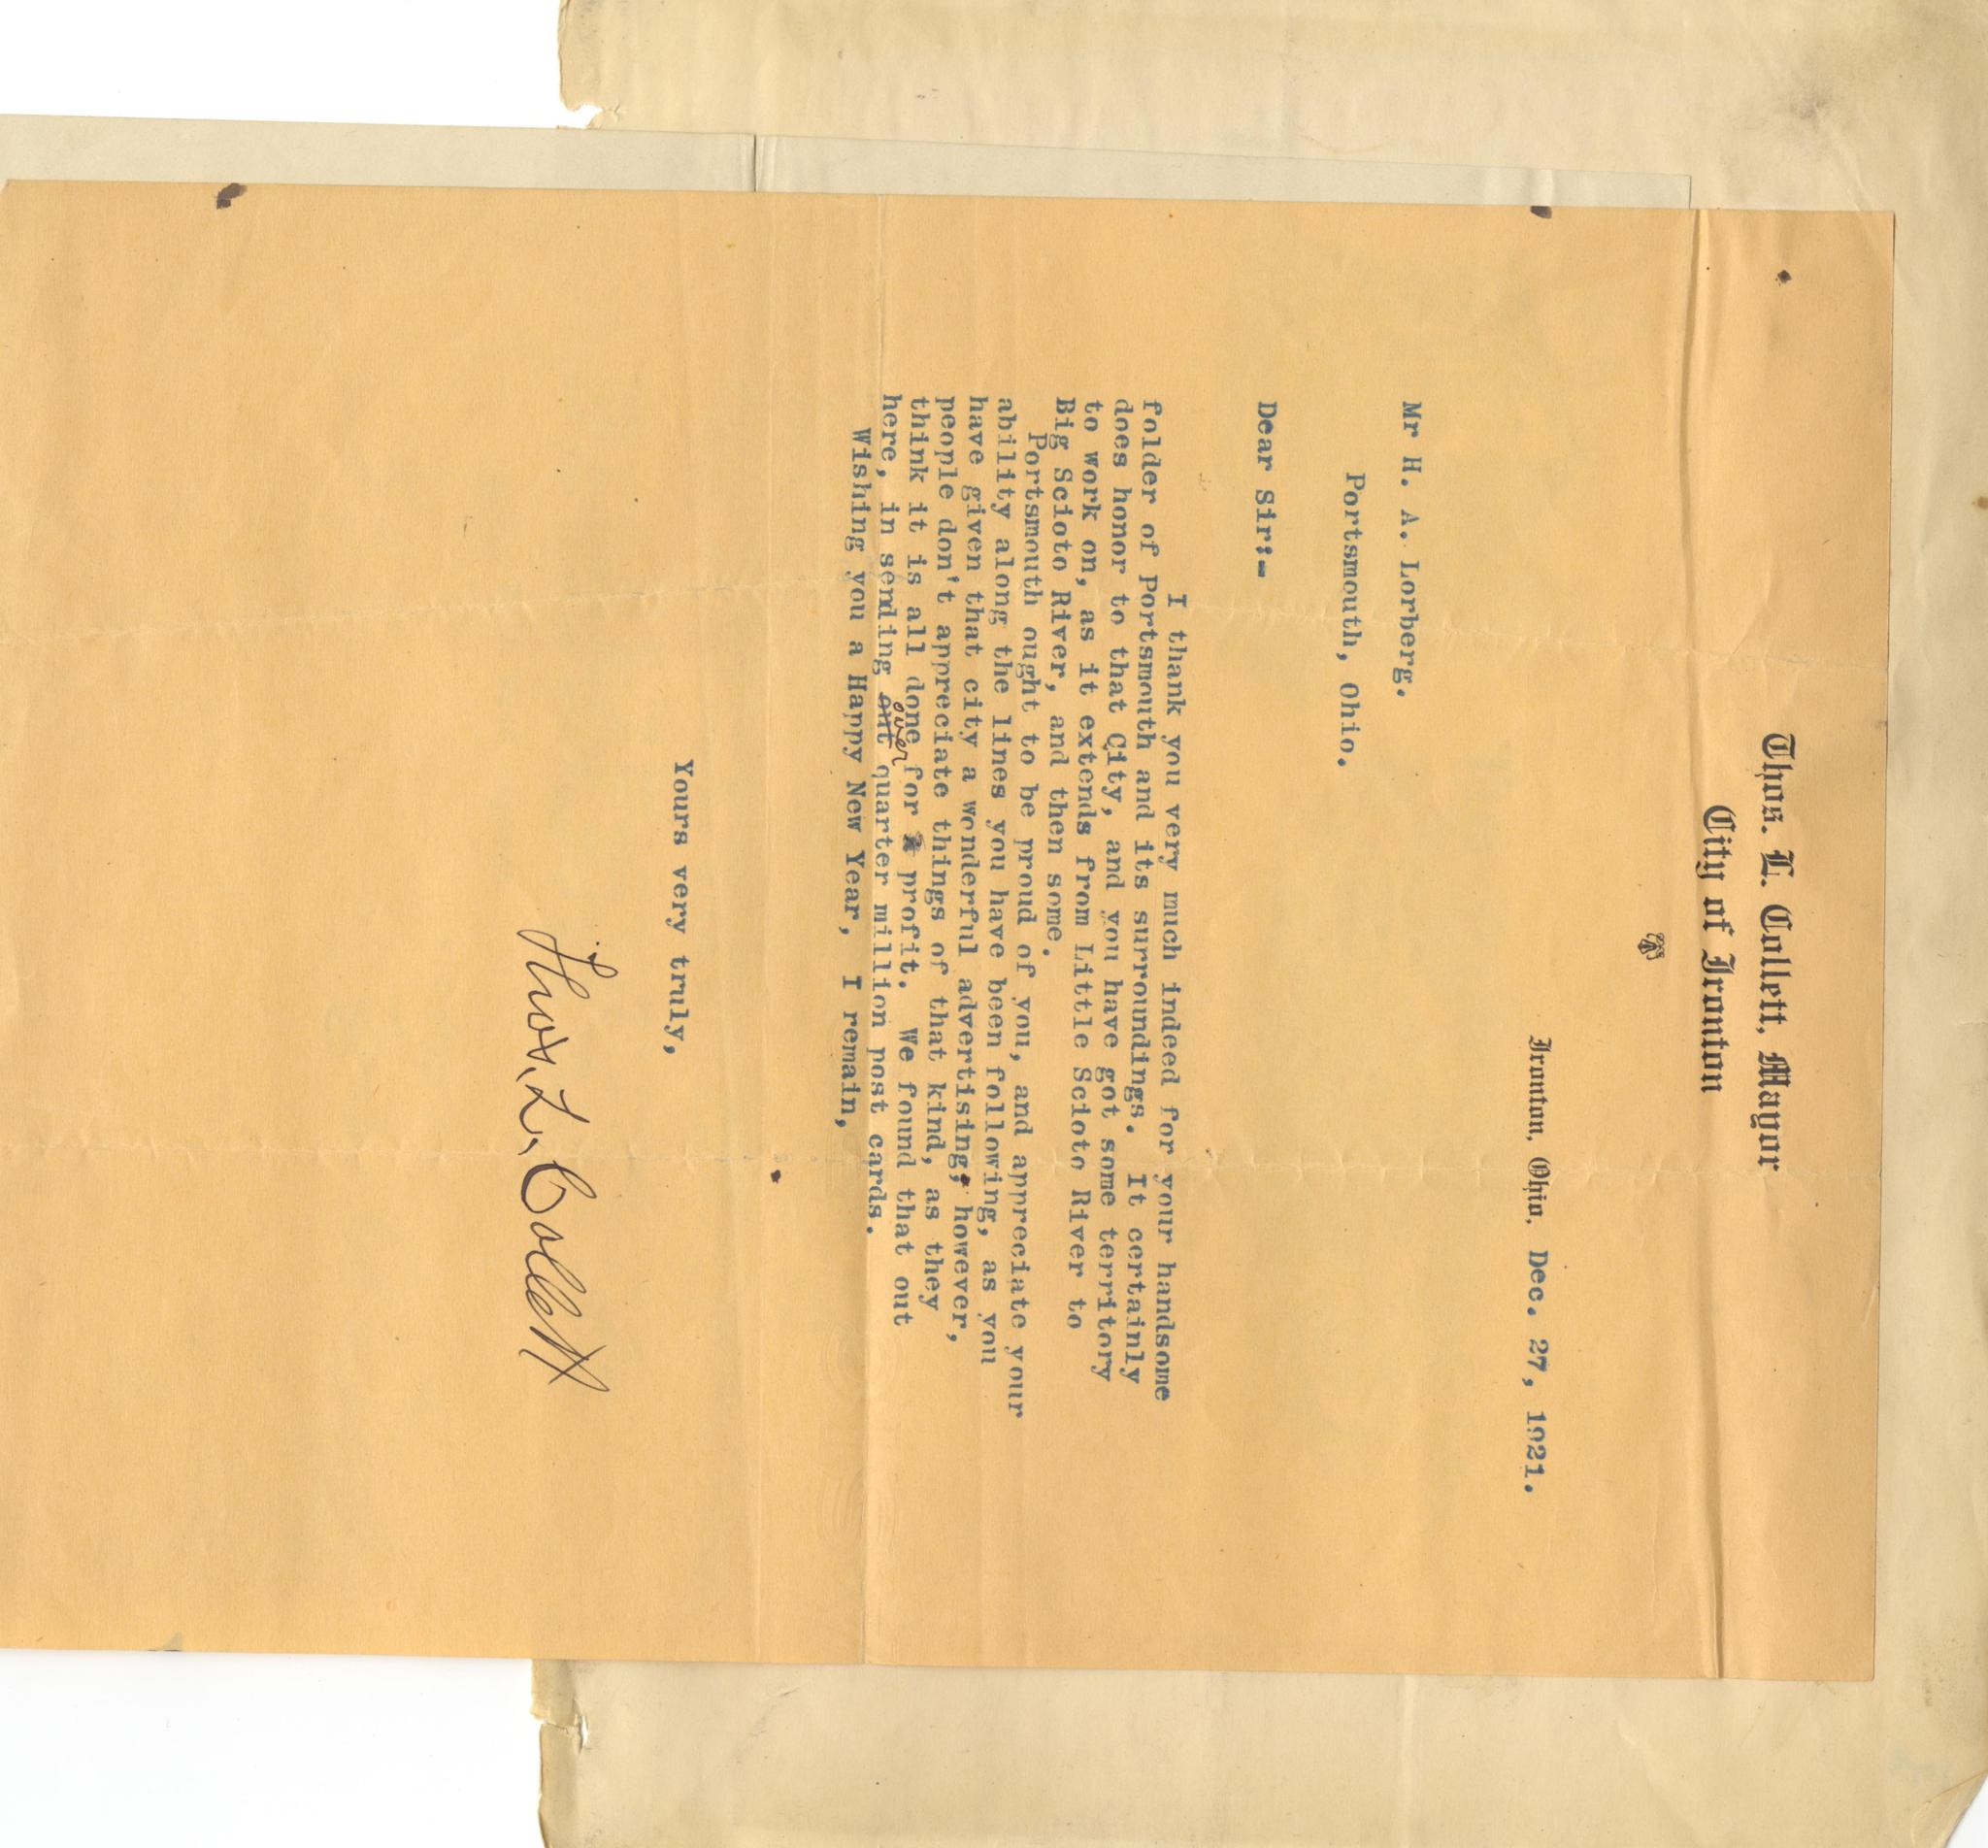 Thos. L. Collett, Mayor
City of Ironton
Ironton, Ohio, Dec. 27, 1921.
Mr H. A. Lorberg.
Portsmouth, Ohio.
Dear Sir:-
I thank you very much indeed for your handsome
folder of Portsmouth and its surroundings. It certainly
does honor to that City, and you have got some territory
to work on, as it extends from Little Scioto River to
Big Scioto River, and then some.
Portsmouth ought to be proud of you, and appreciate your
ability along the lines you have been following, as you
have given that city a wonderful advertising; however,
people don't appreciate things of that kind, as they
think it is all done for profit. We found that out
over
here, in sending out quarter million post cards.
Wishing you a Happy New Year, I remain,
Yours very truly,
Thos. L. Collett